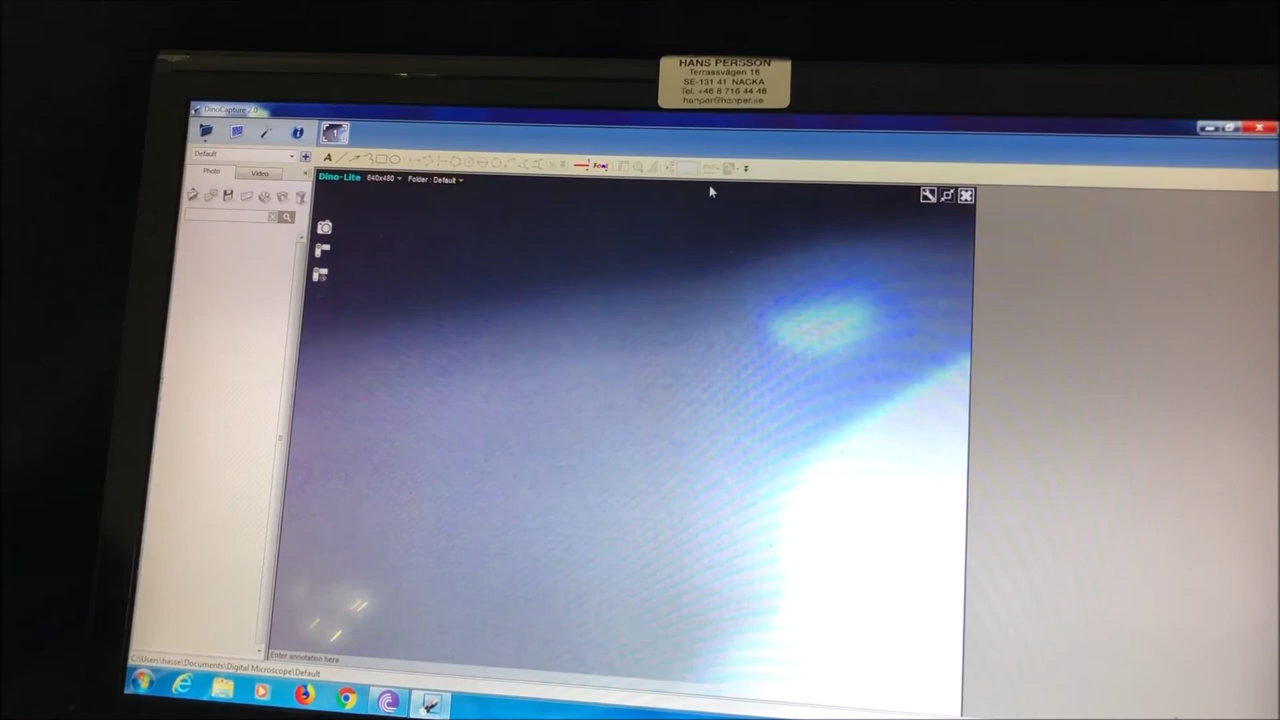 HANS PERSSON
Terrassvägen 16
SE-131 41 NACKA
Tel. +46 8 716 44 48
hanper@hanper.se
DinoCapture 2.0
Default
Photo
Video
Dino-Lite 640x480 Folder : Default
Enter annotation here
C:\Users\hasse\Documents\Digital Microscope\Default